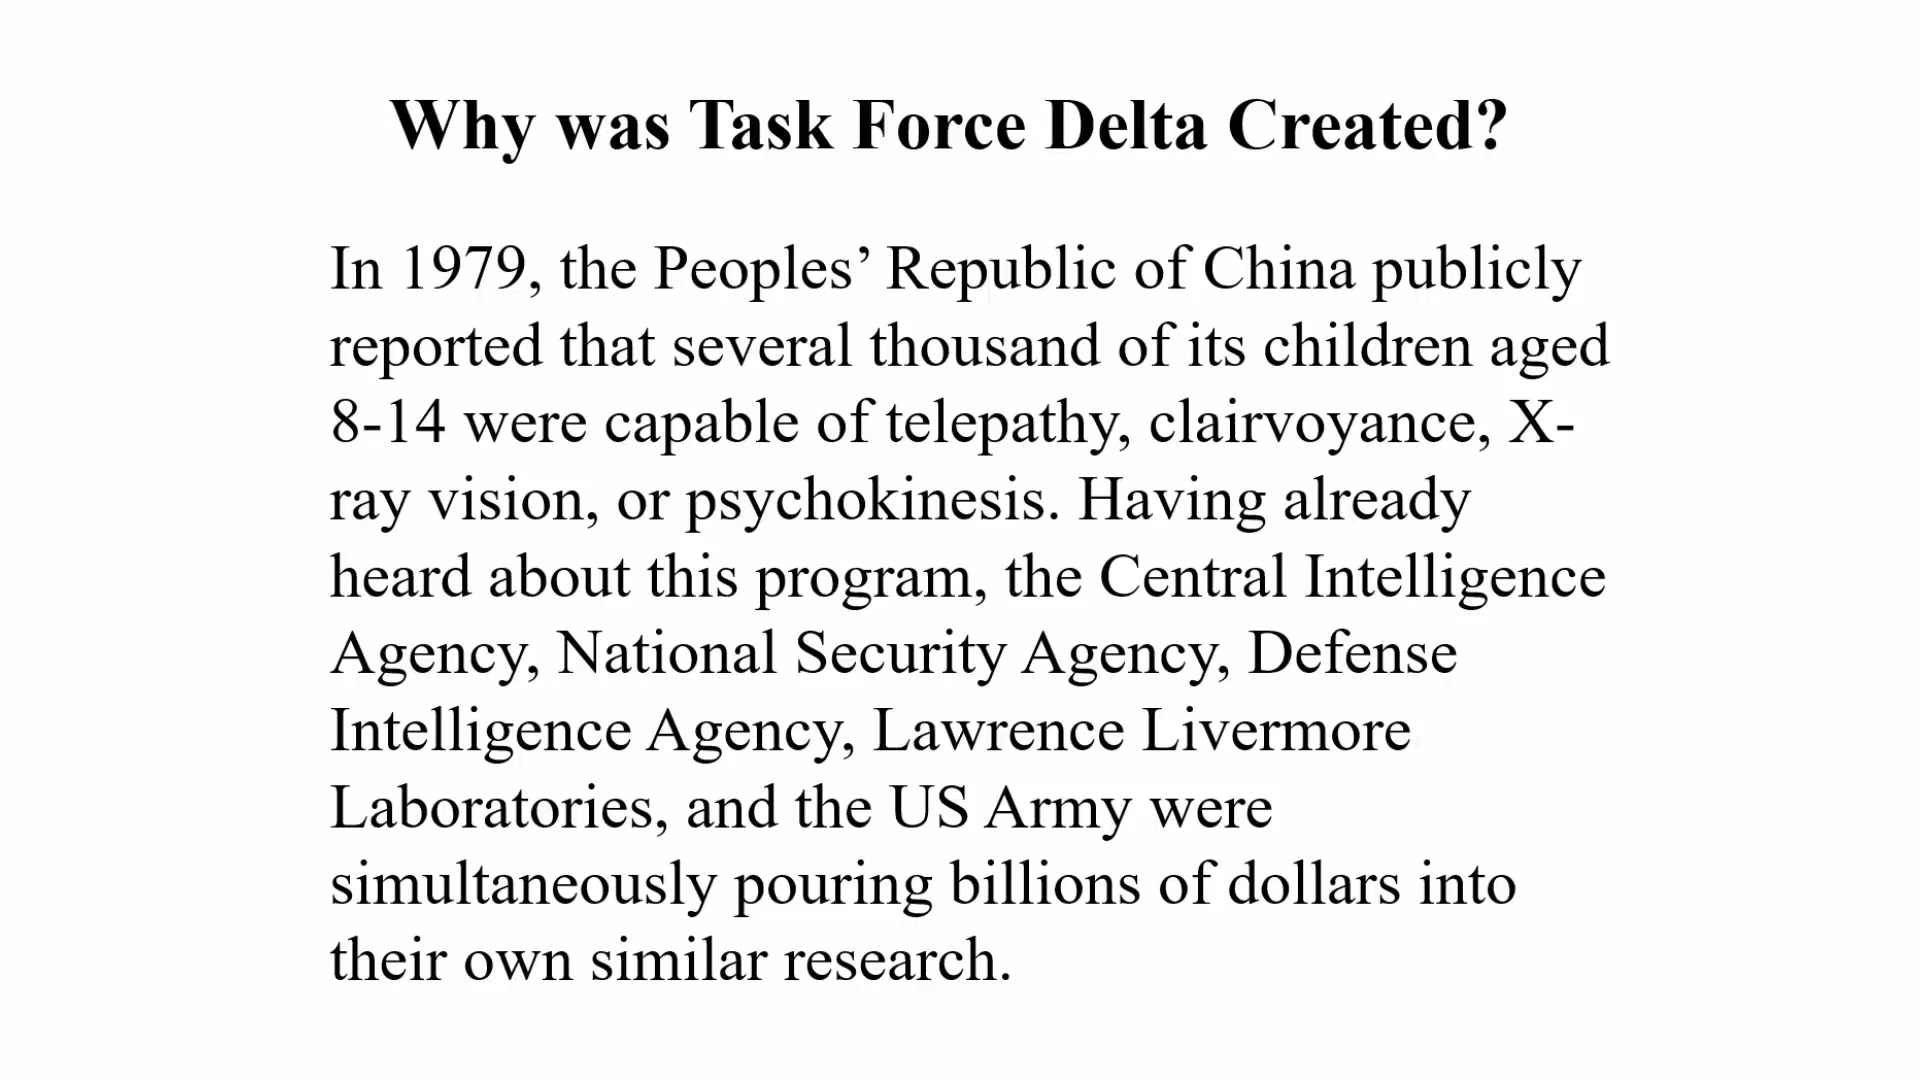 Why was Task Force Delta Created?
In 1979, the Peoples’ Republic of China publicly
reported that several thousand of its children aged
8-14 were capable of telepathy, clairvoyance, X-
ray vision, or psychokinesis. Having already
heard about this program, the Central Intelligence
Agency, National Security Agency, Defense
Intelligence Agency, Lawrence Livermore
Laboratories, and the US Army were
simultaneously pouring billions of dollars into
their own similar research.